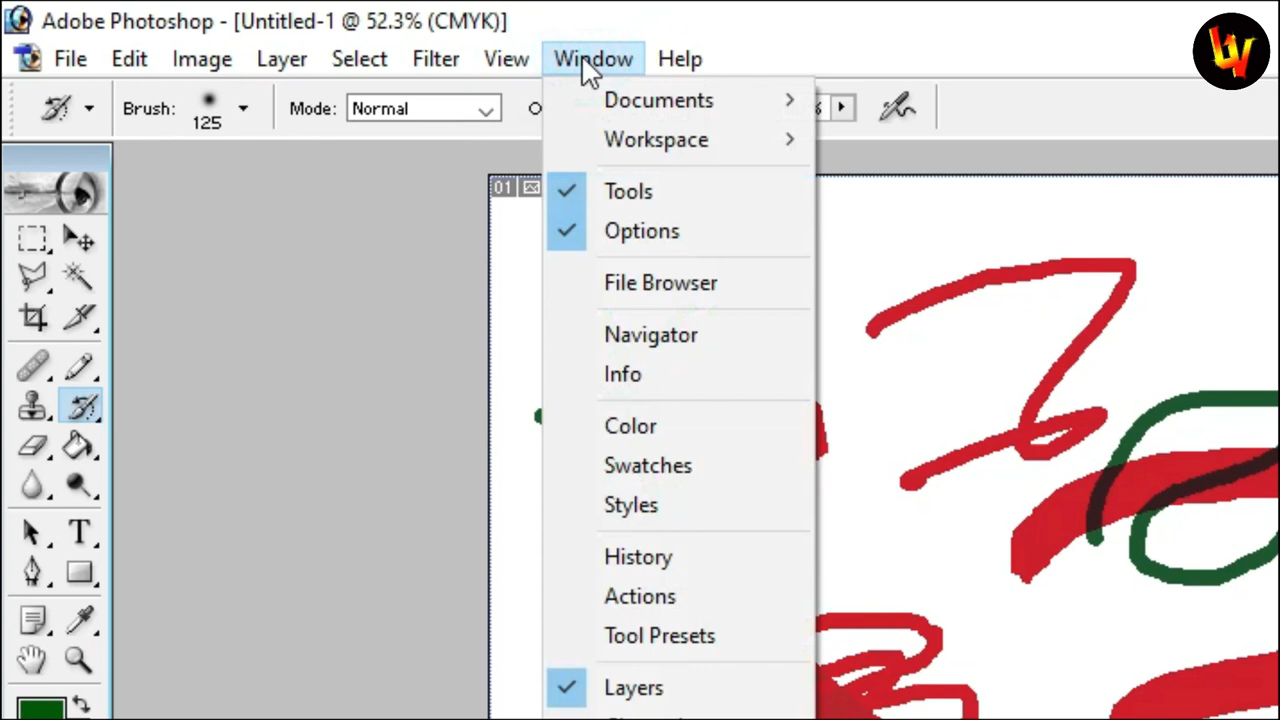 Adobe Photoshop - [Untitled-1 @ 52.3% (CMYK)]
File Edit Image Layer Select Filter View Window Help
Brush: 125 Mode: Normal %
Documents
Workspace
01
Tools
Options
File Browser
Navigator
Info
Color
Swatches
Styles
History
Actions
Tool Presets
Layers